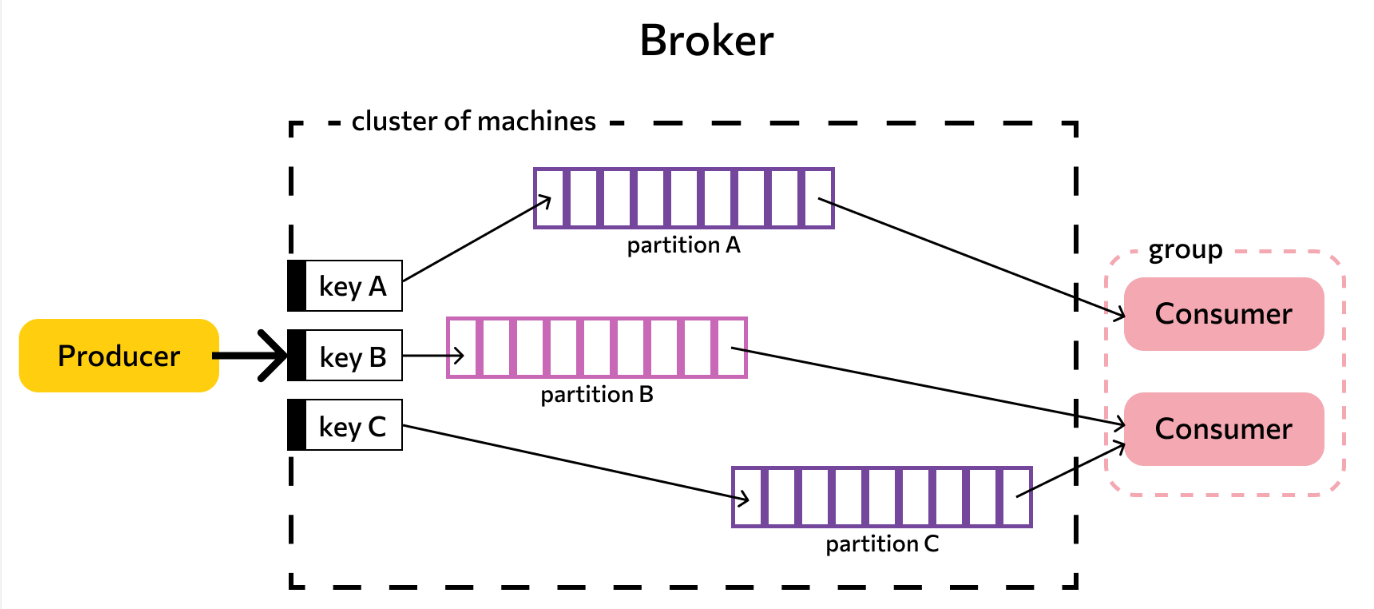 Broker
cluster of machines
partition A
group
key A
Consumer
Producer
key B
partition B
key C
Consumer
partition C